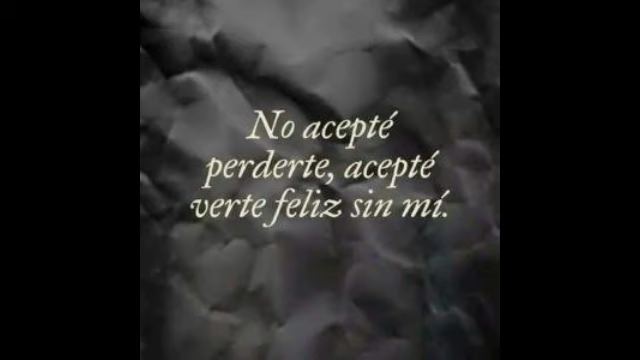 No acepté
perderte, acepté
verte feliz sin mí.